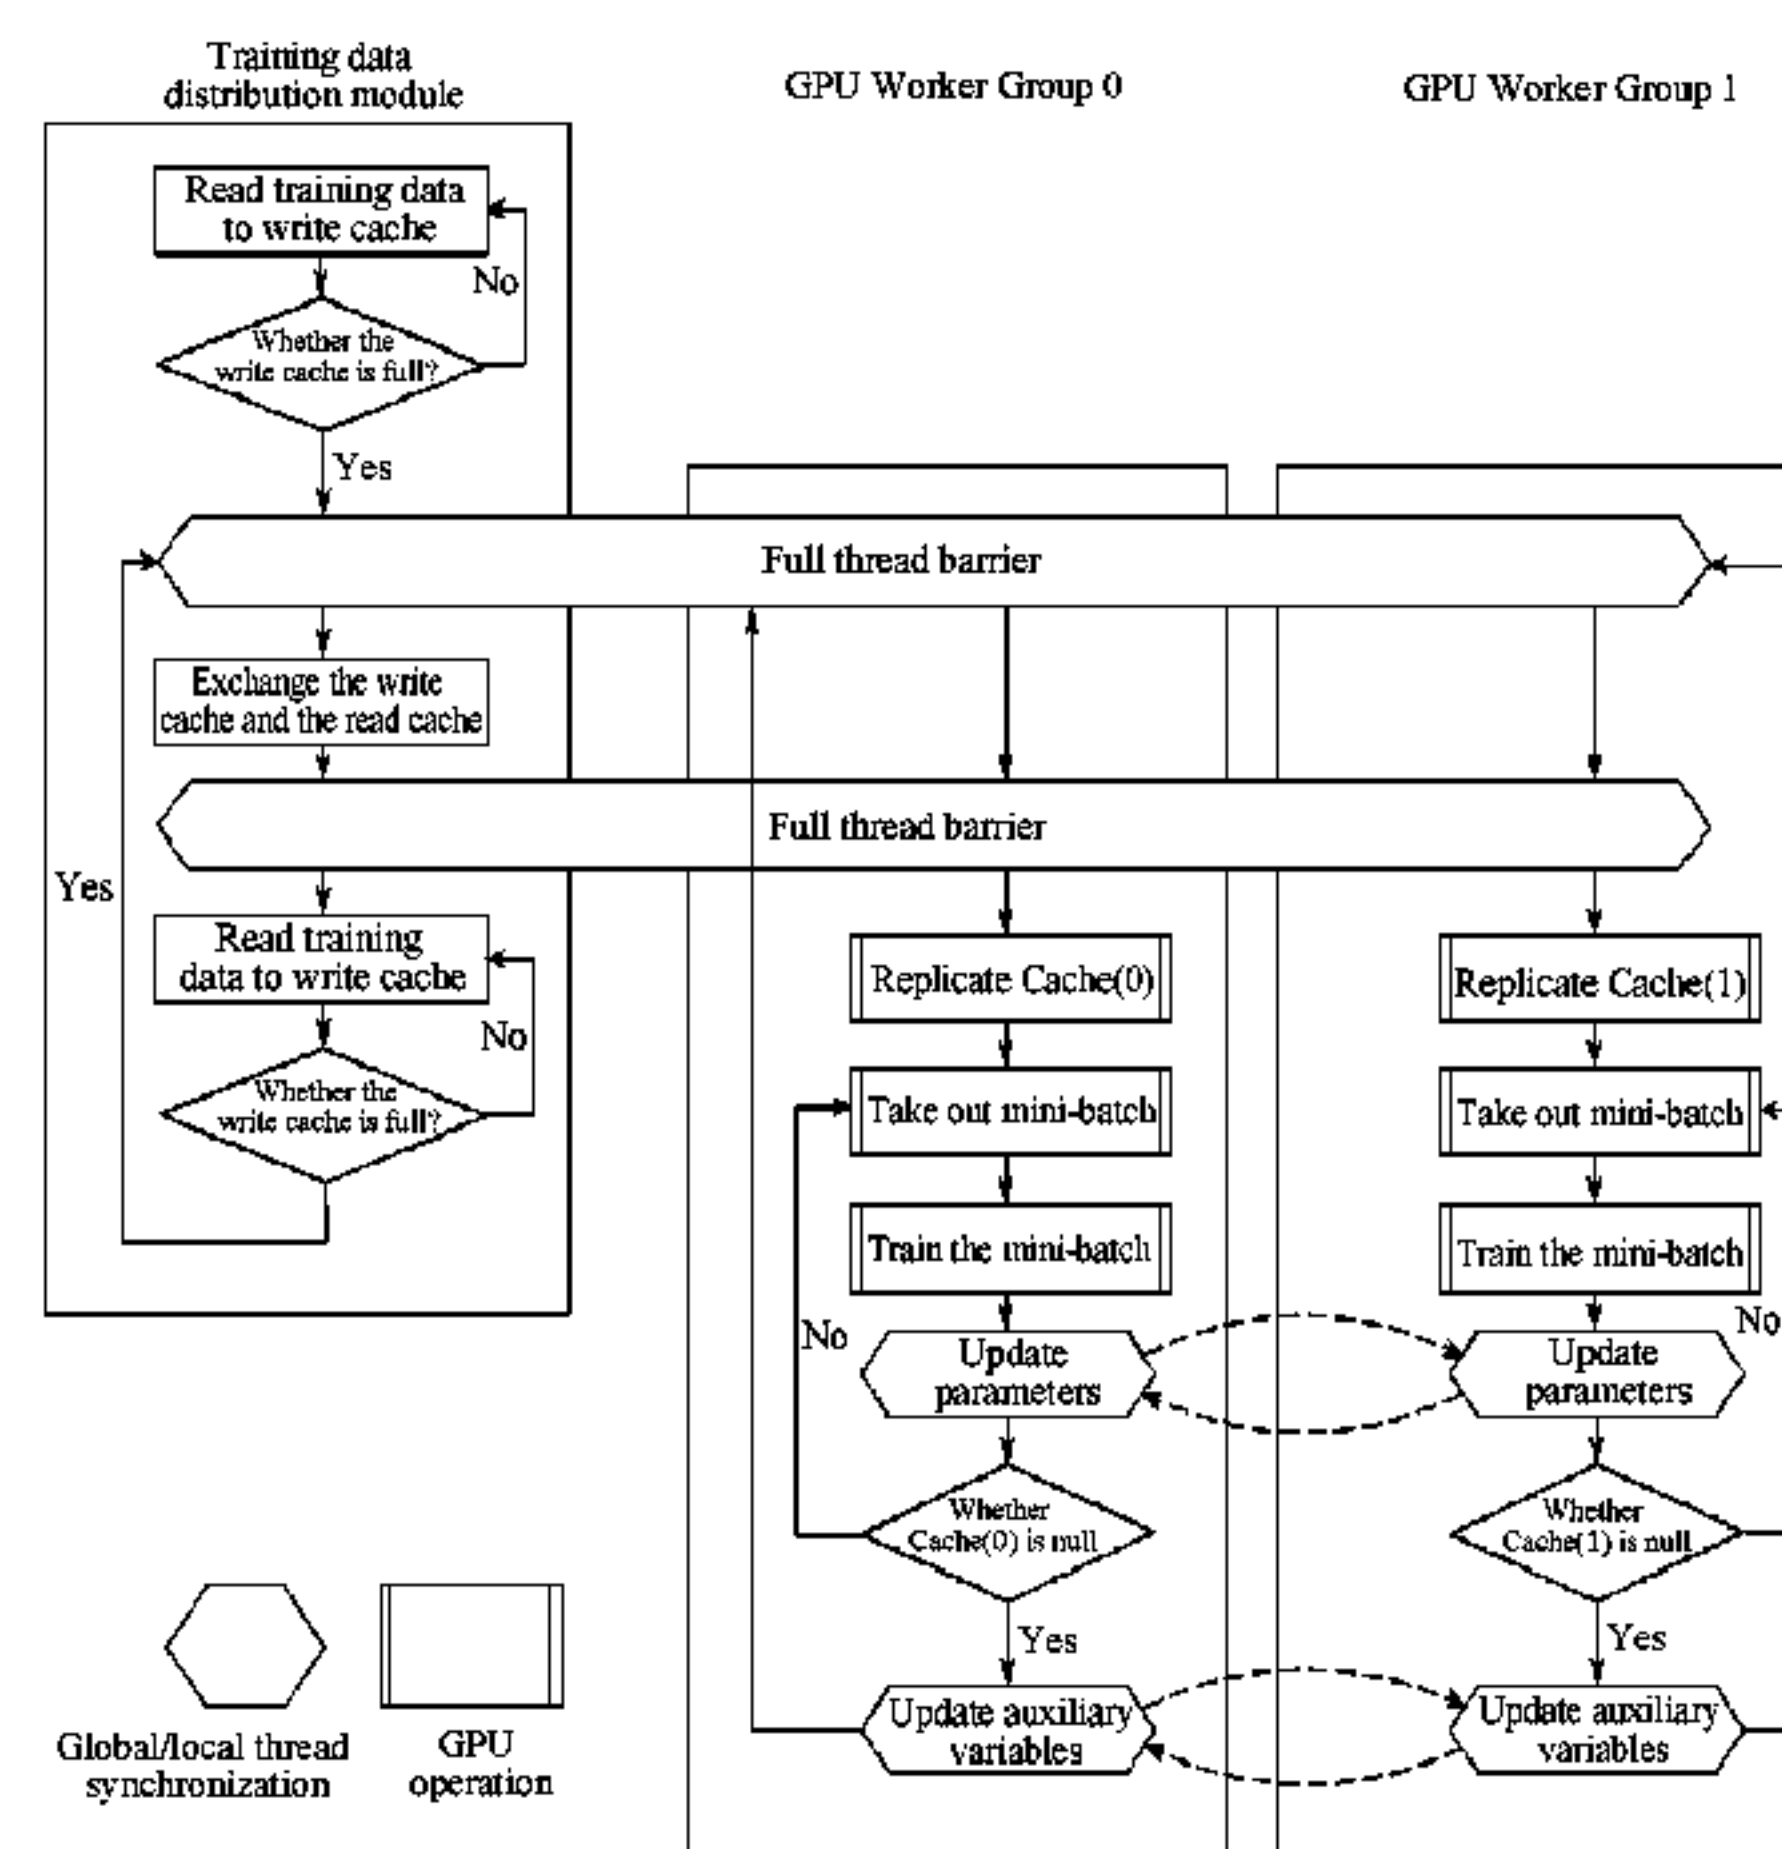 Training data
distribution module
GPU Worker Group 0
GPU Worker Group 1
Read training data
to write cache
No
Whether the
write cache is full?
Yes
Full thread barrier
Exchange the write
cache and the read cache
Full thread barrier
Yes
Read training
data to write cache
No
Whether the
write cache is full?
Replicate Cache(0)
Take out mini-batch
Train the mini-batch
No
Update
parameters
Whether
Cache(0) is null
Yes
Update auxiliary
variables
Replicate Cache(1)
Take out mini-batch
Train the mini-batch
No
Update
parameters
Whether
Cache(1) is null
Yes
Update auxiliary
variables
Global/local thread
synchronization
GPU
operation